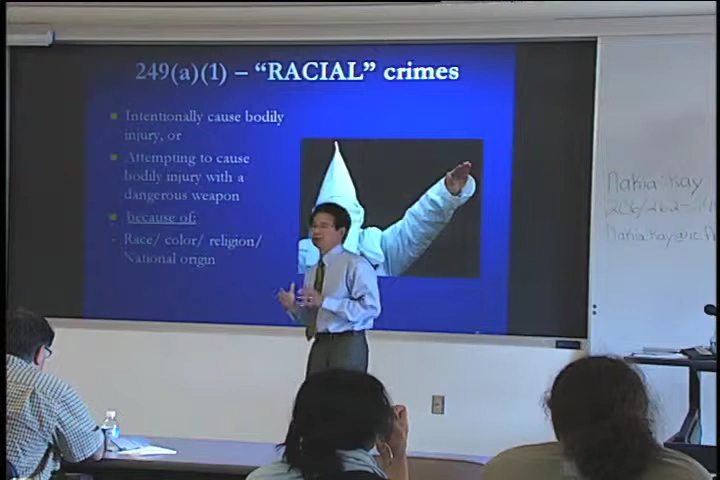 249(a)(1) – “RACIAL” crimes
Intentionally cause bodily
injury, or
Attempting to cause
bodily injury with a
dangerous weapon
because of:
- Race/ color/ religion/
National origin
Nakia Kay